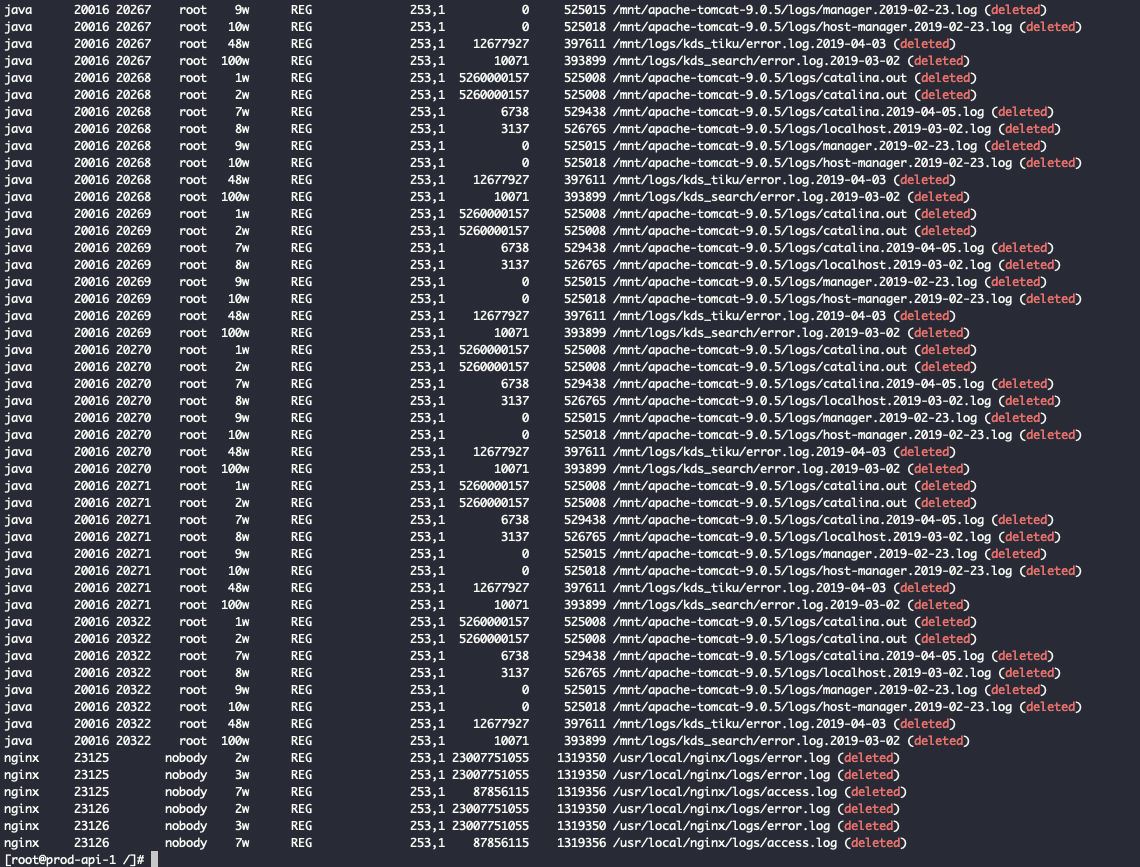 java 20016 20267 root 9w REG 253,1 0 525015 /mnt/apache-tomcat-9.0.5/logs/manager.2019-02-23.log (deleted)
java 20016 20267 root 10w REG 253,1 0 525018 /mnt/apache-tomcat-9.0.5/logs/host-manager.2019-02-23.log (deleted)
java 20016 20267 root 48w REG 253,1 12677927 397611 /mnt/logs/kds_tiku/error.log.2019-04-03 (deleted)
java 20016 20267 root 100w REG 253,1 10071 393899 /mnt/logs/kds_search/error.log.2019-03-02 (deleted)
java 20016 20268 root 1w REG 253,1 5260000157 525008 /mnt/apache-tomcat-9.0.5/logs/catalina.out (deleted)
java 20016 20268 root 2w REG 253,1 5260000157 525008 /mnt/apache-tomcat-9.0.5/logs/catalina.out (deleted)
java 20016 20268 root 7w REG 253,1 6738 529438 /mnt/apache-tomcat-9.0.5/logs/catalina.2019-04-05.log (deleted)
java 20016 20268 root 8w REG 253,1 3137 526765 /mnt/apache-tomcat-9.0.5/logs/localhost.2019-03-02.log (deleted)
java 20016 20268 root 9w REG 253,1 0 525015 /mnt/apache-tomcat-9.0.5/logs/manager.2019-02-23.log (deleted)
java 20016 20268 root 10w REG 253,1 0 525018 /mnt/apache-tomcat-9.0.5/logs/host-manager.2019-02-23.log (deleted)
java 20016 20268 root 48w REG 253,1 12677927 397611 /mnt/logs/kds_tiku/error.log.2019-04-03 (deleted)
java 20016 20268 root 100w REG 253,1 10071 393899 /mnt/logs/kds_search/error.log.2019-03-02 (deleted)
java 20016 20269 root 1w REG 253,1 5260000157 525008 /mnt/apache-tomcat-9.0.5/logs/catalina.out (deleted)
java 20016 20269 root 2w REG 253,1 5260000157 525008 /mnt/apache-tomcat-9.0.5/logs/catalina.out (deleted)
java 20016 20269 root 7w REG 253,1 6738 529438 /mnt/apache-tomcat-9.0.5/logs/catalina.2019-04-05.log (deleted)
java 20016 20269 root 8w REG 253,1 3137 526765 /mnt/apache-tomcat-9.0.5/logs/localhost.2019-03-02.log (deleted)
java 20016 20269 root 9w REG 253,1 0 525015 /mnt/apache-tomcat-9.0.5/logs/manager.2019-02-23.log (deleted)
java 20016 20269 root 10w REG 253,1 0 525018 /mnt/apache-tomcat-9.0.5/logs/host-manager.2019-02-23.log (deleted)
java 20016 20269 root 48w REG 253,1 12677927 397611 /mnt/logs/kds_tiku/error.log.2019-04-03 (deleted)
java 20016 20269 root 100w REG 253,1 10071 393899 /mnt/logs/kds_search/error.log.2019-03-02 (deleted)
java 20016 20270 root 1w REG 253,1 5260000157 525008 /mnt/apache-tomcat-9.0.5/logs/catalina.out (deleted)
java 20016 20270 root 2w REG 253,1 5260000157 525008 /mnt/apache-tomcat-9.0.5/logs/catalina.out (deleted)
java 20016 20270 root 7w REG 253,1 6738 529438 /mnt/apache-tomcat-9.0.5/logs/catalina.2019-04-05.log (deleted)
java 20016 20270 root 8w REG 253,1 3137 526765 /mnt/apache-tomcat-9.0.5/logs/localhost.2019-03-02.log (deleted)
java 20016 20270 root 9w REG 253,1 0 525015 /mnt/apache-tomcat-9.0.5/logs/manager.2019-02-23.log (deleted)
java 20016 20270 root 10w REG 253,1 0 525018 /mnt/apache-tomcat-9.0.5/logs/host-manager.2019-02-23.log (deleted)
java 20016 20270 root 48w REG 253,1 12677927 397611 /mnt/logs/kds_tiku/error.log.2019-04-03 (deleted)
java 20016 20270 root 100w REG 253,1 10071 393899 /mnt/logs/kds_search/error.log.2019-03-02 (deleted)
java 20016 20271 root 1w REG 253,1 5260000157 525008 /mnt/apache-tomcat-9.0.5/logs/catalina.out (deleted)
java 20016 20271 root 2w REG 253,1 5260000157 525008 /mnt/apache-tomcat-9.0.5/logs/catalina.out (deleted)
java 20016 20271 root 7w REG 253,1 6738 529438 /mnt/apache-tomcat-9.0.5/logs/catalina.2019-04-05.log (deleted)
java 20016 20271 root 8w REG 253,1 3137 526765 /mnt/apache-tomcat-9.0.5/logs/localhost.2019-03-02.log (deleted)
java 20016 20271 root 9w REG 253,1 0 525015 /mnt/apache-tomcat-9.0.5/logs/manager.2019-02-23.log (deleted)
java 20016 20271 root 10w REG 253,1 0 525018 /mnt/apache-tomcat-9.0.5/logs/host-manager.2019-02-23.log (deleted)
java 20016 20271 root 48w REG 253,1 12677927 397611 /mnt/logs/kds_tiku/error.log.2019-04-03 (deleted)
java 20016 20271 root 100w REG 253,1 10071 393899 /mnt/logs/kds_search/error.log.2019-03-02 (deleted)
java 20016 20322 root 1w REG 253,1 5260000157 525008 /mnt/apache-tomcat-9.0.5/logs/catalina.out (deleted)
java 20016 20322 root 2w REG 253,1 5260000157 525008 /mnt/apache-tomcat-9.0.5/logs/catalina.out (deleted)
java 20016 20322 root 7w REG 253,1 6738 529438 /mnt/apache-tomcat-9.0.5/logs/catalina.2019-04-05.log (deleted)
java 20016 20322 root 8w REG 253,1 3137 526765 /mnt/apache-tomcat-9.0.5/logs/localhost.2019-03-02.log (deleted)
java 20016 20322 root 9w REG 253,1 0 525015 /mnt/apache-tomcat-9.0.5/logs/manager.2019-02-23.log (deleted)
java 20016 20322 root 10w REG 253,1 0 525018 /mnt/apache-tomcat-9.0.5/logs/host-manager.2019-02-23.log (deleted)
java 20016 20322 root 48w REG 253,1 12677927 397611 /mnt/logs/kds_tiku/error.log.2019-04-03 (deleted)
java 20016 20322 root 100w REG 253,1 10071 393899 /mnt/logs/kds_search/error.log.2019-03-02 (deleted)
nginx 23125 nobody 2w REG 253,1 23007751055 1319350 /usr/local/nginx/logs/error.log (deleted)
nginx 23125 nobody 3w REG 253,1 23007751055 1319350 /usr/local/nginx/logs/error.log (deleted)
nginx 23125 nobody 7w REG 253,1 87856115 1319356 /usr/local/nginx/logs/access.log (deleted)
nginx 23126 nobody 2w REG 253,1 23007751055 1319350 /usr/local/nginx/logs/error.log (deleted)
nginx 23126 nobody 3w REG 253,1 23007751055 1319350 /usr/local/nginx/logs/error.log (deleted)
nginx 23126 nobody 7w REG 253,1 87856115 1319356 /usr/local/nginx/logs/access.log (deleted)
[root@prod-api-1 /]#